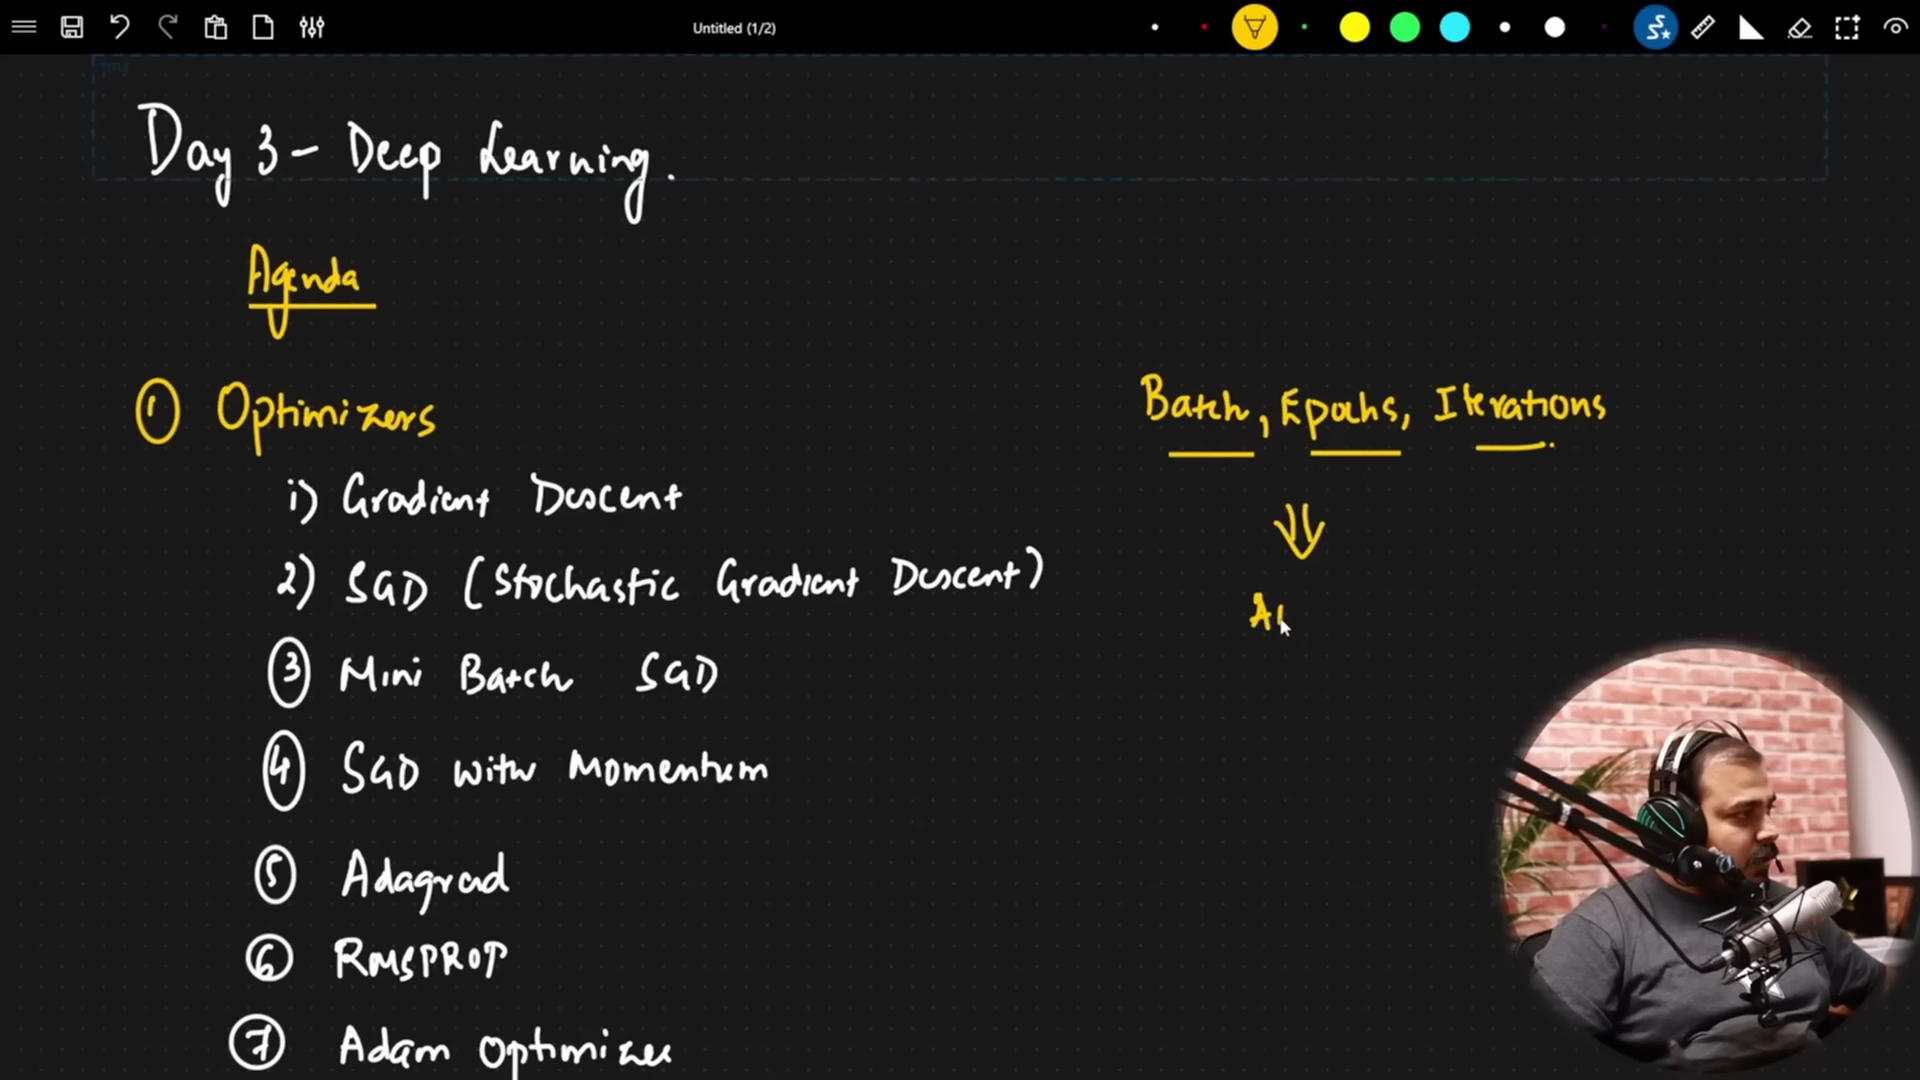 Untitled (1/2)
TITLE
Day 3 - Deep Learning.
Agenda
① Optimizers
i) Gradient Descent
2) SGD (Stochastic Gradient Descent)
③ Mini Batch SGD
④ SGD with Momentum
⑤ Adagrad
⑥ RMSPROP
⑦ Adam Optimizer
Batch, Epochs, Iterations